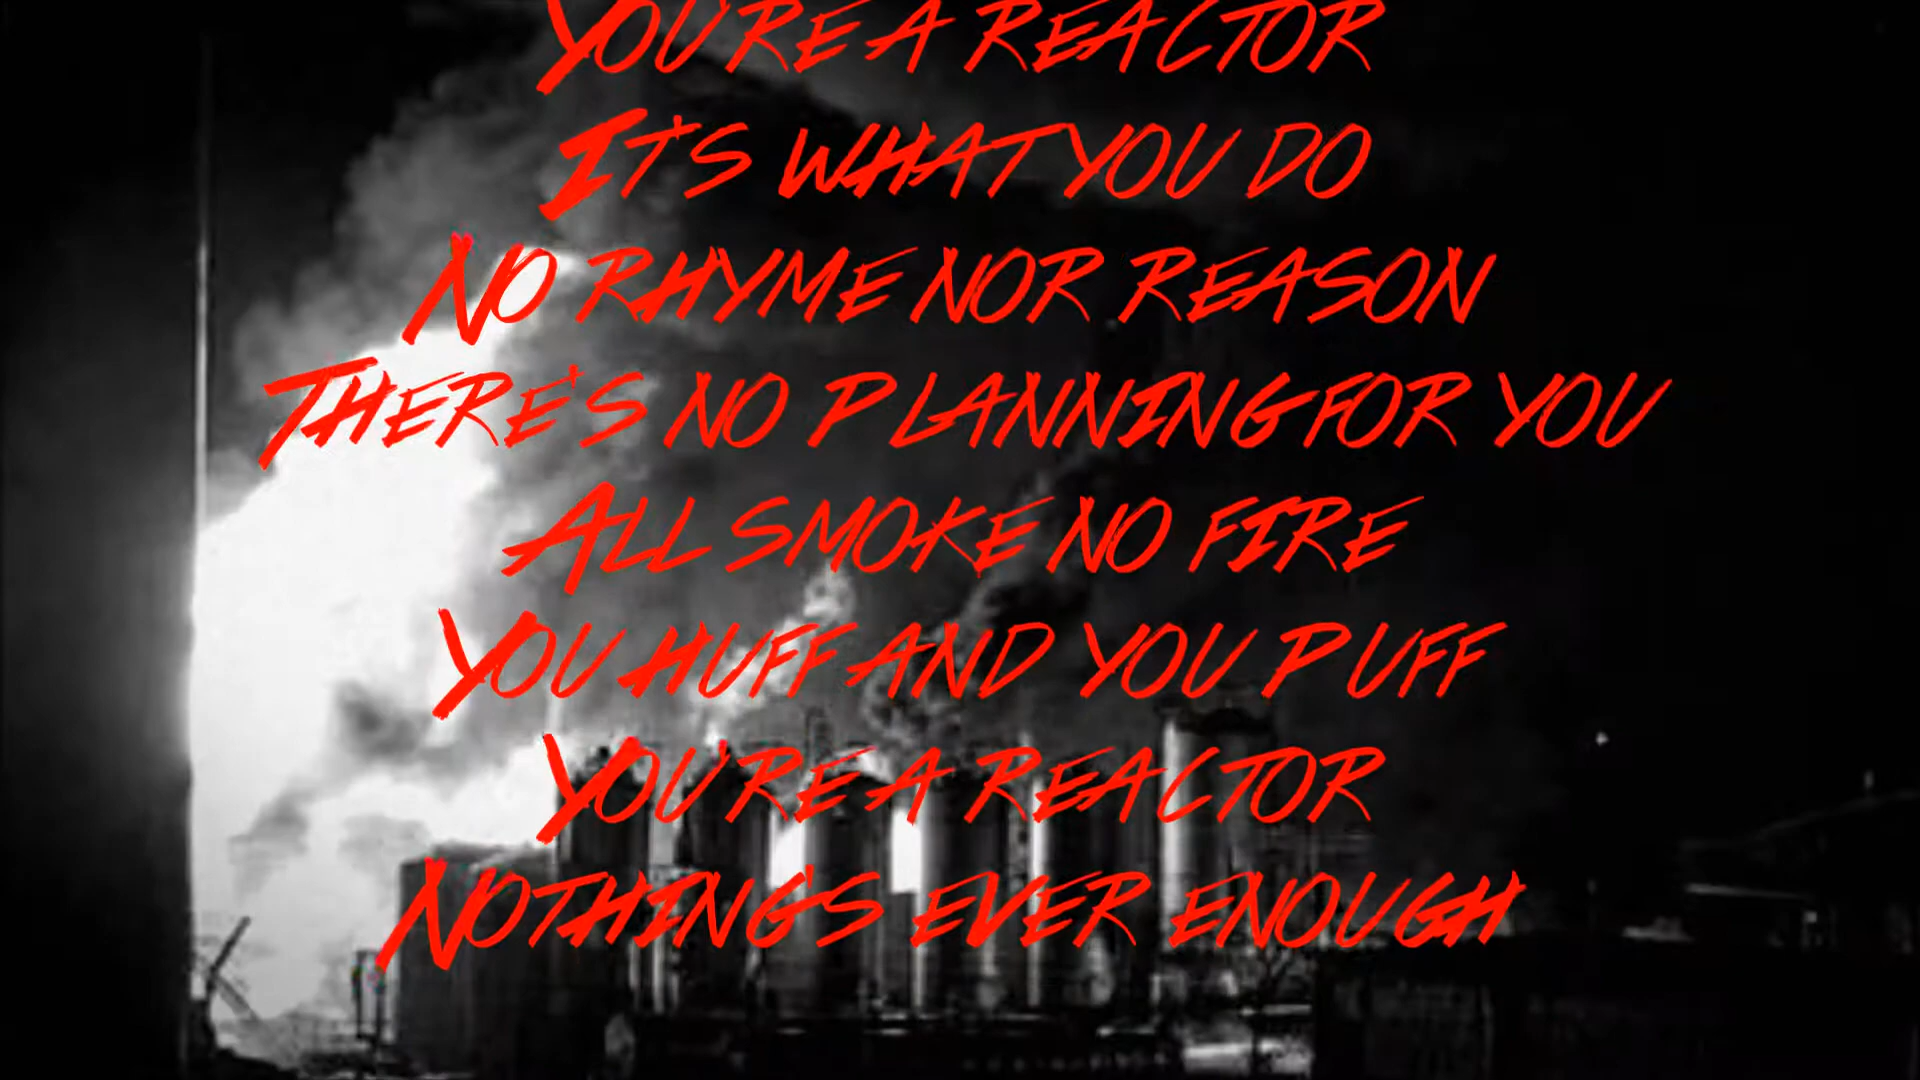 You're a reactor
It's what you do
No rhyme nor reason
There's no planning for you
All smoke no fire
You huff and you puff
You're a reactor
Nothing's ever enough